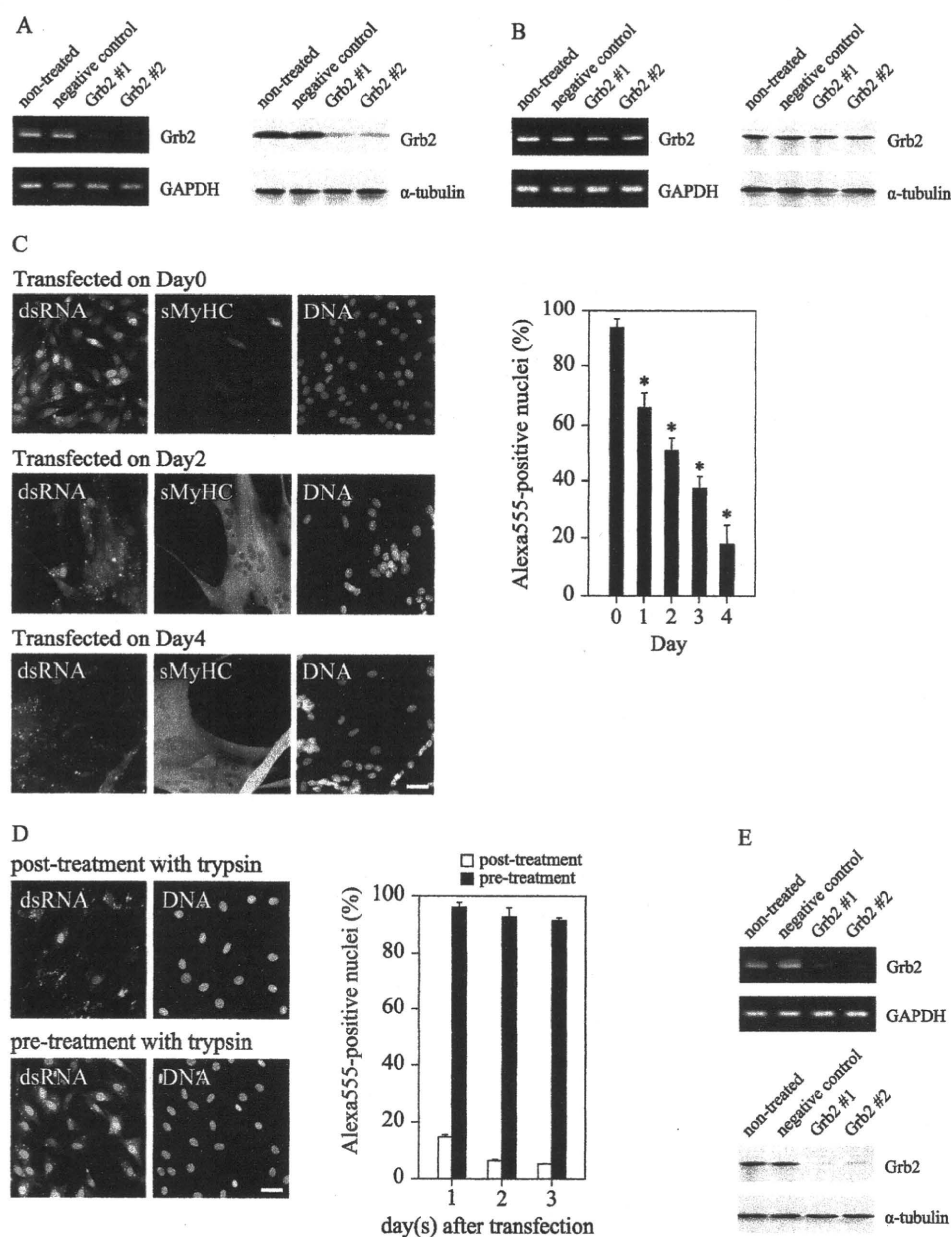 A
non-treated
negative control
Grb2 #1
Grb2 #2
Grb2
GAPDH
non-treated
negative control
Grb2 #1
Grb2 #2
Grb2
α-tubulin
B
non-treated
negative control
Grb2 #1
Grb2 #2
Grb2
GAPDH
non-treated
negative control
Grb2 #1
Grb2 #2
Grb2
α-tubulin
C
Transfected on Day0
dsRNA
sMyHC
DNA
Transfected on Day2
dsRNA
sMyHC
DNA
Transfected on Day4
dsRNA
sMyHC
DNA
Alexa555-positive nuclei (%)
100
80
60
40
20
0
*
*
*
*
0 1 2 3 4
Day
D
post-treatment with trypsin
dsRNA
DNA
pre-treatment with trypsin
dsRNA
DNA
post-treatment
pre-treatment
Alexa555-positive nuclei (%)
100
80
60
40
20
0
1 2 3
day(s) after transfection
E
non-treated
negative control
Grb2 #1
Grb2 #2
Grb2
GAPDH
non-treated
negative control
Grb2 #1
Grb2 #2
Grb2
α-tubulin